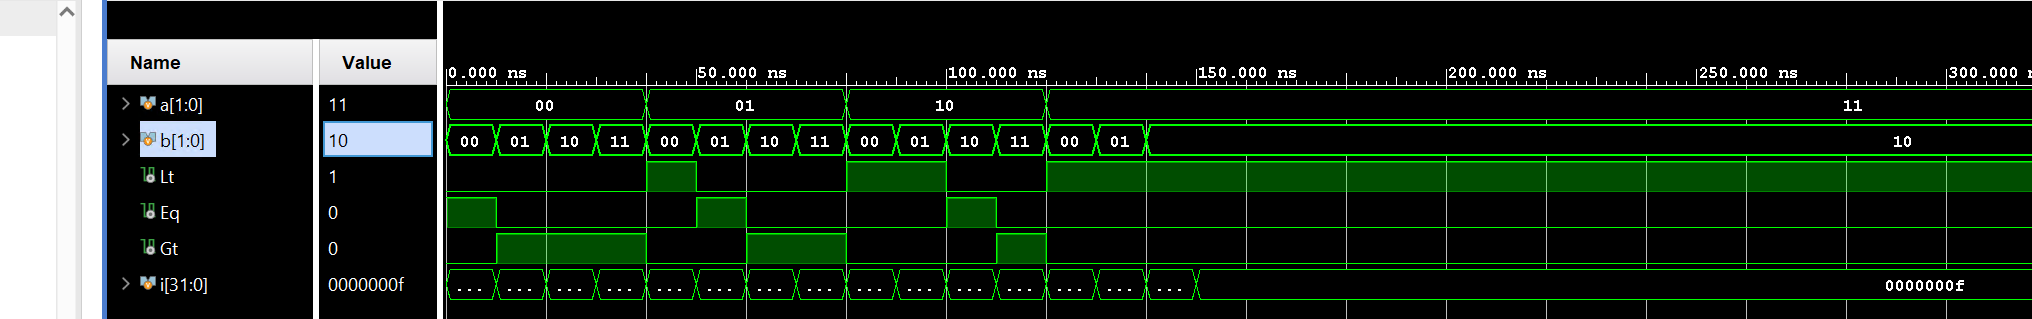 Name Value
0.000 ns 50.000 ns 100.000 ns 150.000 ns 200.000 ns 250.000 ns 300.000
a[1:0] 11 00 01 10 11
b[1:0] 10 00 01 10 11 00 01 10 11 00 01 10 11 00 01 10
Lt 1
Eq 0
Gt 0
i[31:0] 0000000f ... ... ... ... ... ... ... ... ... ... ... ... ... ... ... 0000000f